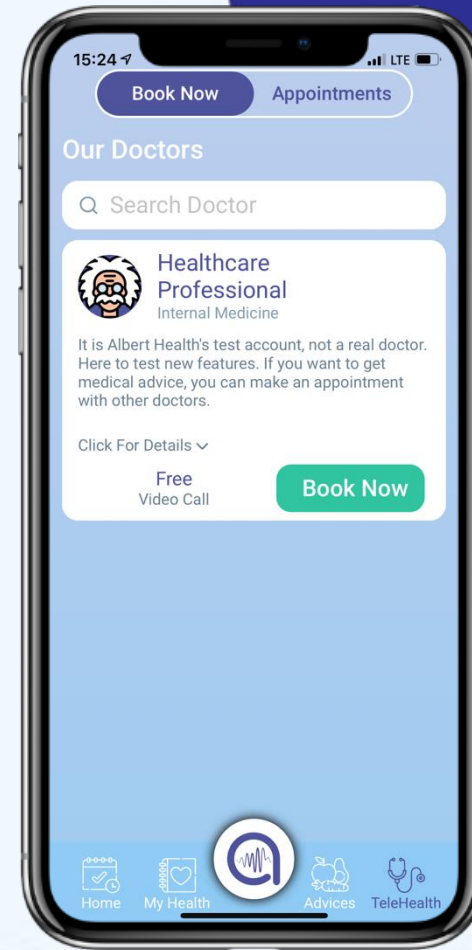 15:24
LTE
Book Now
Appointments
Our Doctors
Search Doctor
Healthcare
Professional
Internal Medicine
It is Albert Health's test account, not a real doctor.
Here to test new features. If you want to get
medical advice, you can make an appointment
with other doctors.
Click For Details
Free
Video Call
Book Now
Home
My Health
Advices
TeleHealth